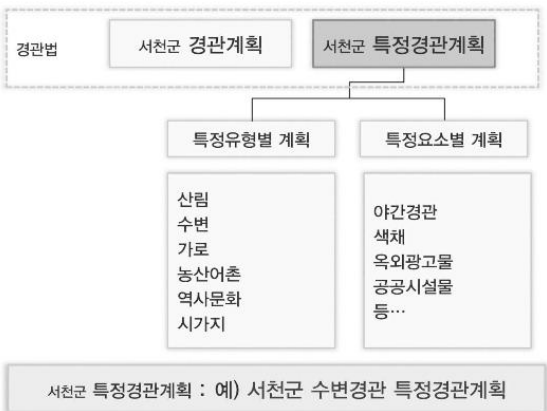 경관법
서천군 경관계획
서천군 특정경관계획
특정유형별 계획
특정요소별 계획
산림
수변
가로
농산어촌
역사문화
시가지
야간경관
색채
옥외광고물
공공시설물
등…
서천군 특정경관계획 : 예) 서천군 수변경관 특정경관계획